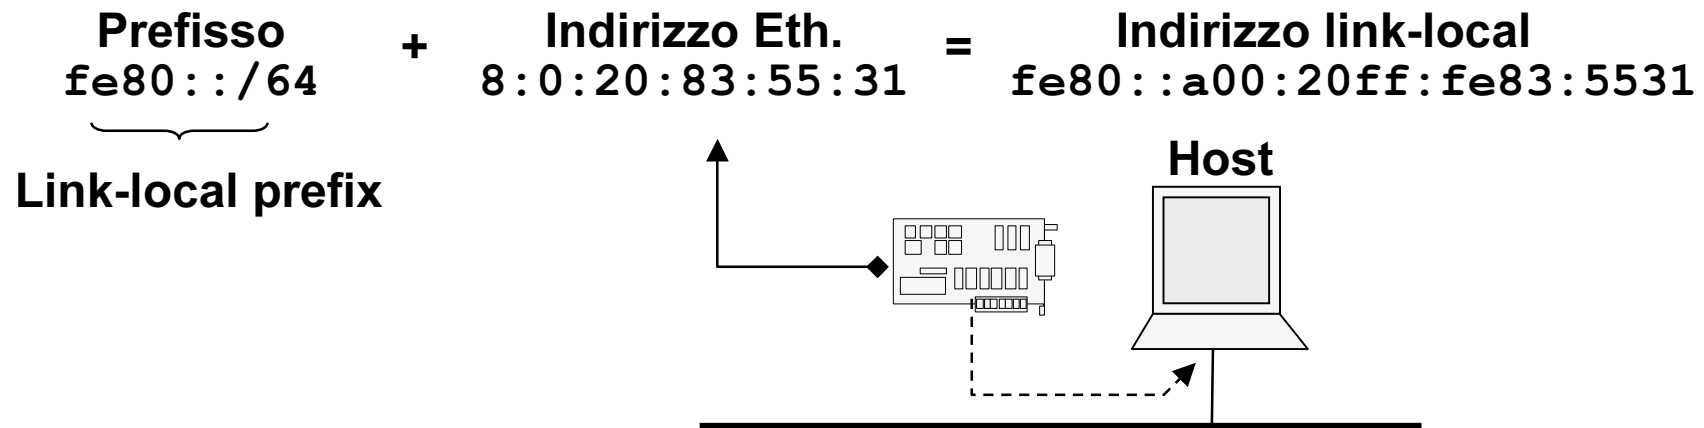 Prefisso + Indirizzo Eth. = Indirizzo link-local
fe80::/64 8:0:20:83:55:31 fe80::a00:20ff:fe83:5531
Link-local prefix
Host